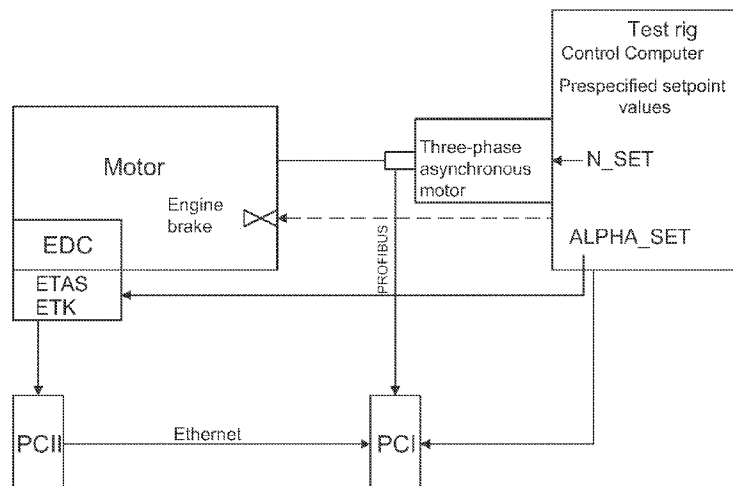 Test rig
Control Computer
Prespecified setpoint
values
N_SET
ALPHA_SET
Three-phase
asynchronous
motor
Motor
Engine
brake
EDC
ETAS
ETK
PROFIBUS
PCII
Ethernet
PCI